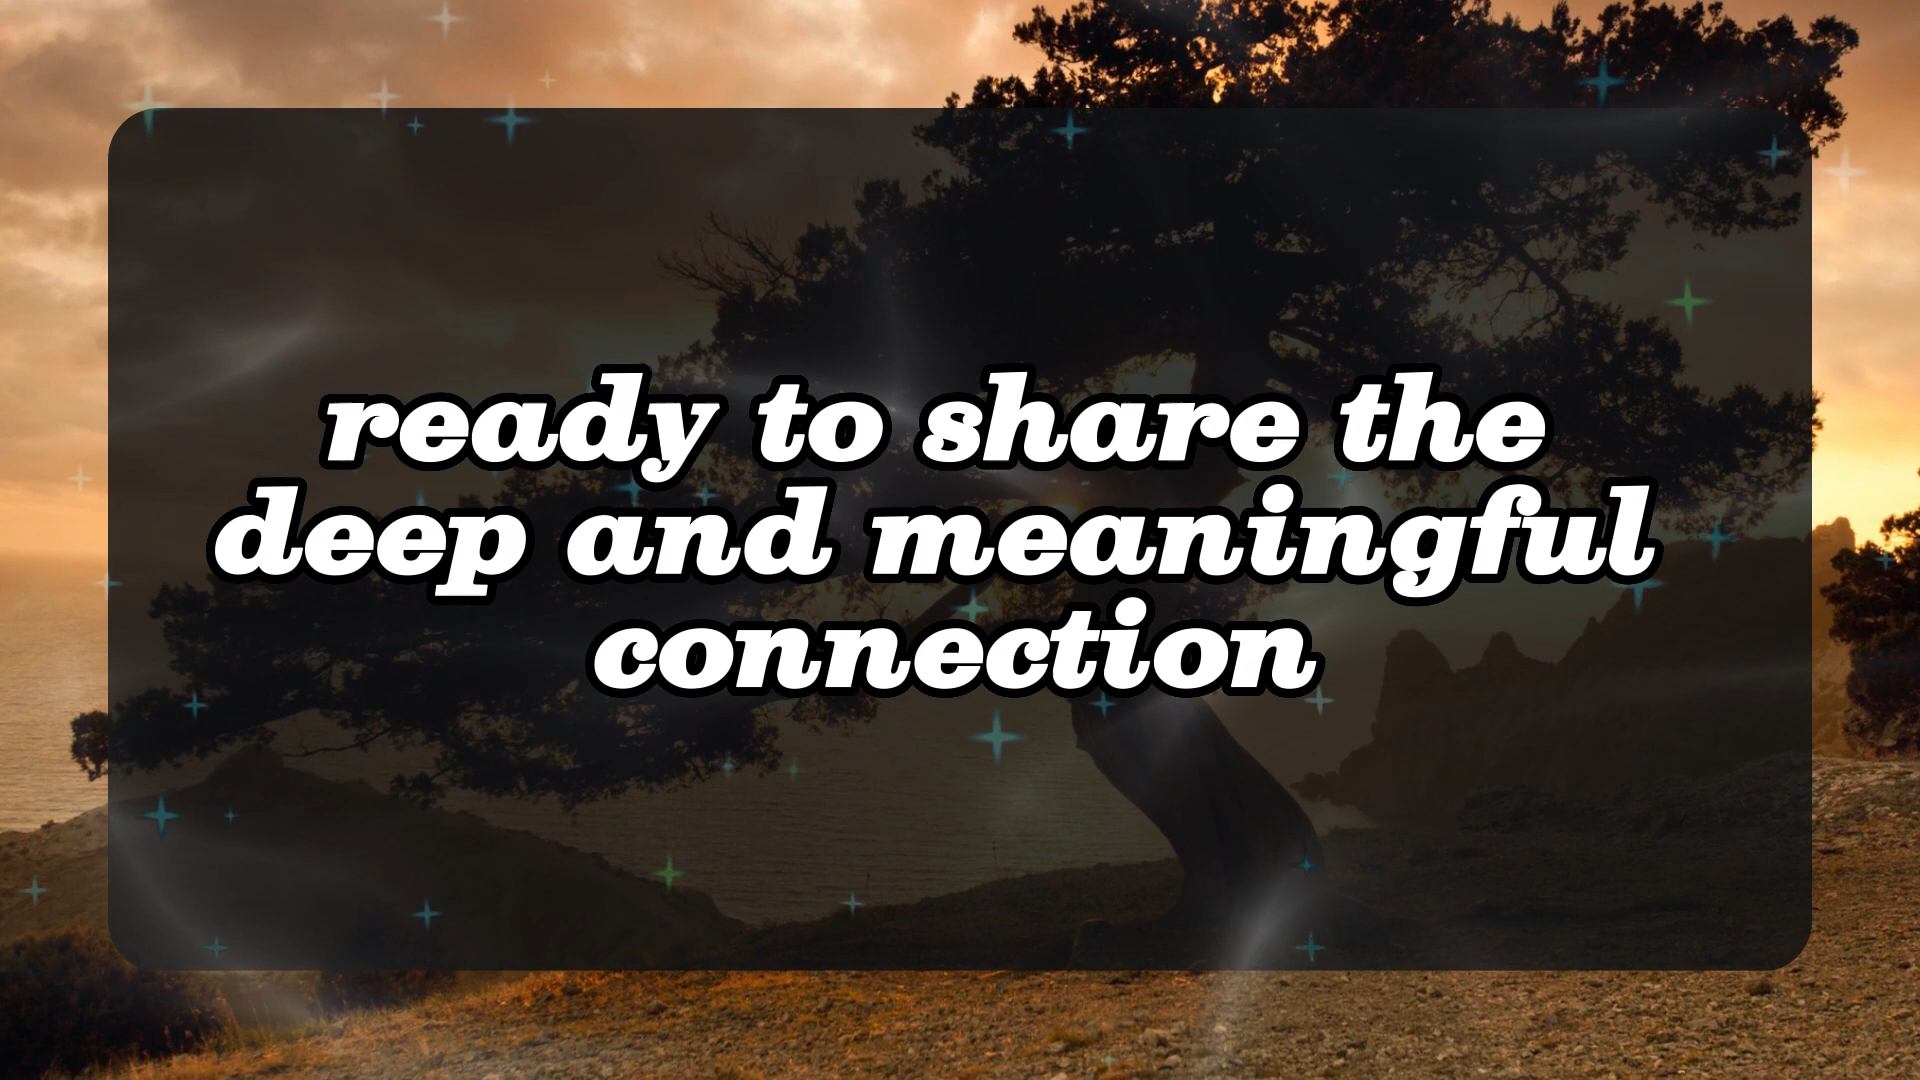 ready to share the
deep and meaningful
connection